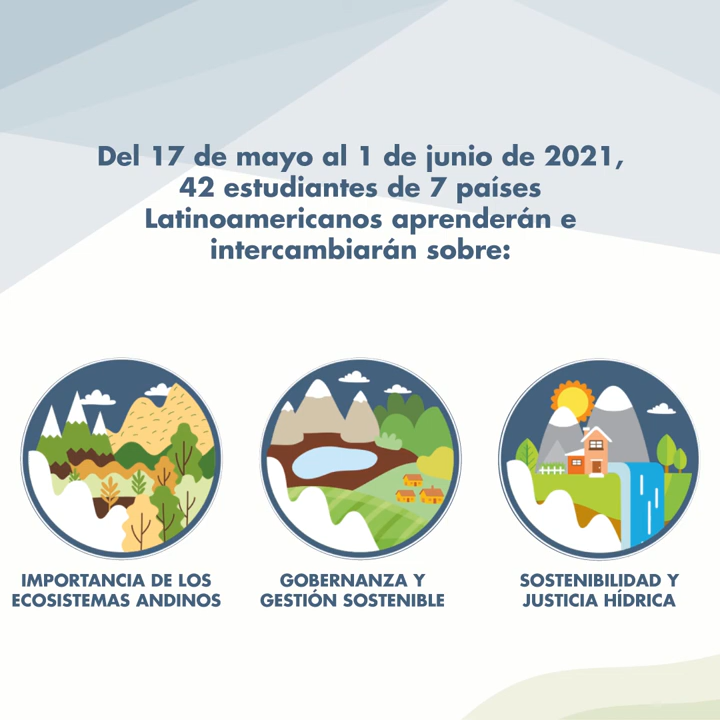 Del 17 de mayo al 1 de junio de 2021,
42 estudiantes de 7 países
Latinoamericanos aprenderán e
intercambiarán sobre:
IMPORTANCIA DE LOS
ECOSISTEMAS ANDINOS
GOBERNANZA Y
GESTIÓN SOSTENIBLE
SOSTENIBILIDAD Y
JUSTICIA HÍDRICA